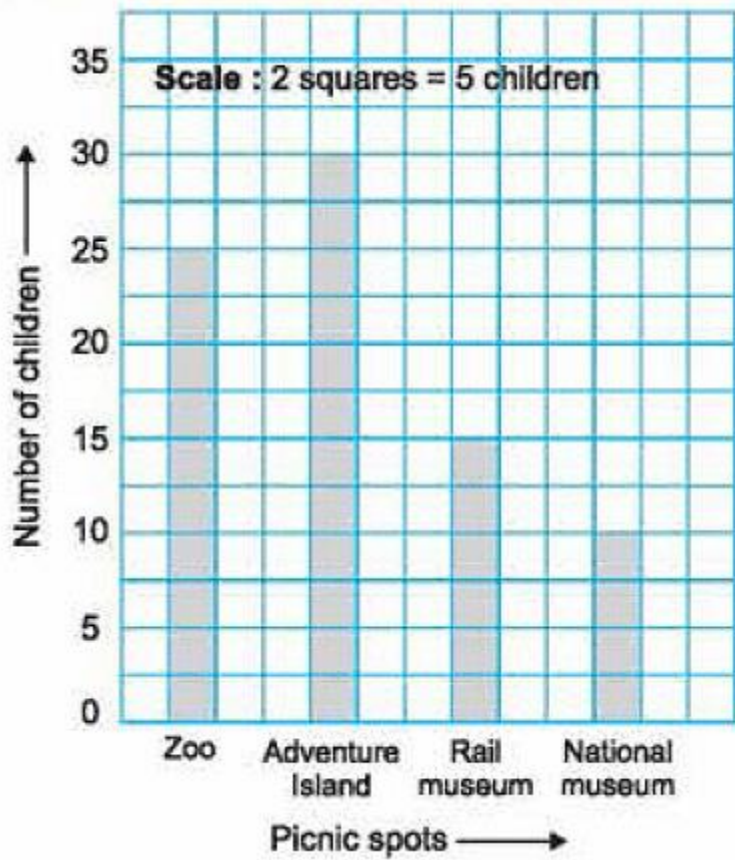 35
Scale : 2 squares = 5 children
30
25
20
15
10
5
0
Number of children
Zoo
Adventure Island
Rail museum
National museum
Picnic spots